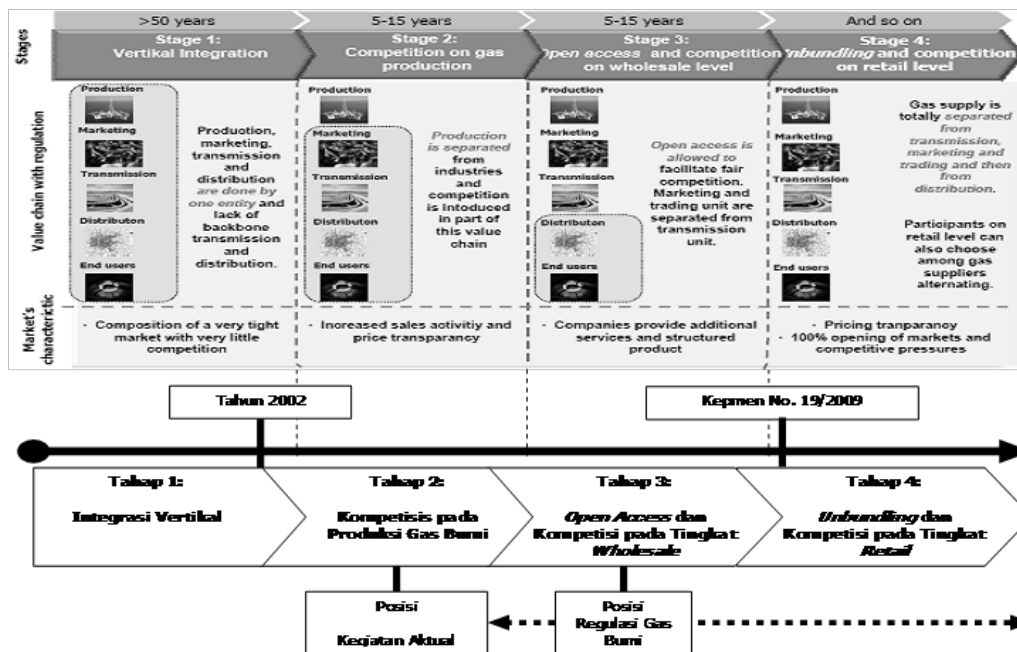 Stages
>50 years
5-15 years
5-15 years
And so on
Stage 1:
Vertikal Integration
Stage 2:
Competition on gas
production
Stage 3:
Open access and competition
on wholesale level
Stage 4:
Unbundling and competition
on retail level
Value chain with regulation
Production
Marketing
Transmission
Distribution
End users
Production,
marketing,
transmission
and
distribution
are done by
one entity and
lack of
backbone
transmission
and
distribution.
Production
Marketing
Transmission
Distributon
End users
Production is
separated
from
industries
and
competition
is intoduced
in part of
this value
chain
Production
Marketing
Transmission
Distributon
End users
Open access is
allowed to
facilitate fair
competition.
Marketing and
trading unit are
separated from
transmission
unit.
Production
Marketing
Transmission
Distributon
End users
Gas supply is
totally separated
from
transmission,
marketing and
trading and then
from
distribution.
Participants on
retail level can
also choose
among gas
suppliers
alternating.
Market's
characterictic
- Composition of a very tight
market with very little
competition
- Increased sales activitiy and
price transparancy
- Companies provide additional
services and structured
product
- Pricing tranparancy
- 100% opening of markets and
competitive pressures
Tahun 2002
Kepmen No. 19/2009
Tahap 1:
Integrasi Vertikal
Tahap 2:
Kompetisis pada
Produksi Gas Bumi
Tahap 3:
Open Access dan
Kompetisi pada Tingkat
Wholesale
Tahap 4:
Unbundling dan
Kompetisi pada Tingkat
Retail
Posisi
Kegiatan Aktual
Posisi
Regulasi Gas
Bumi